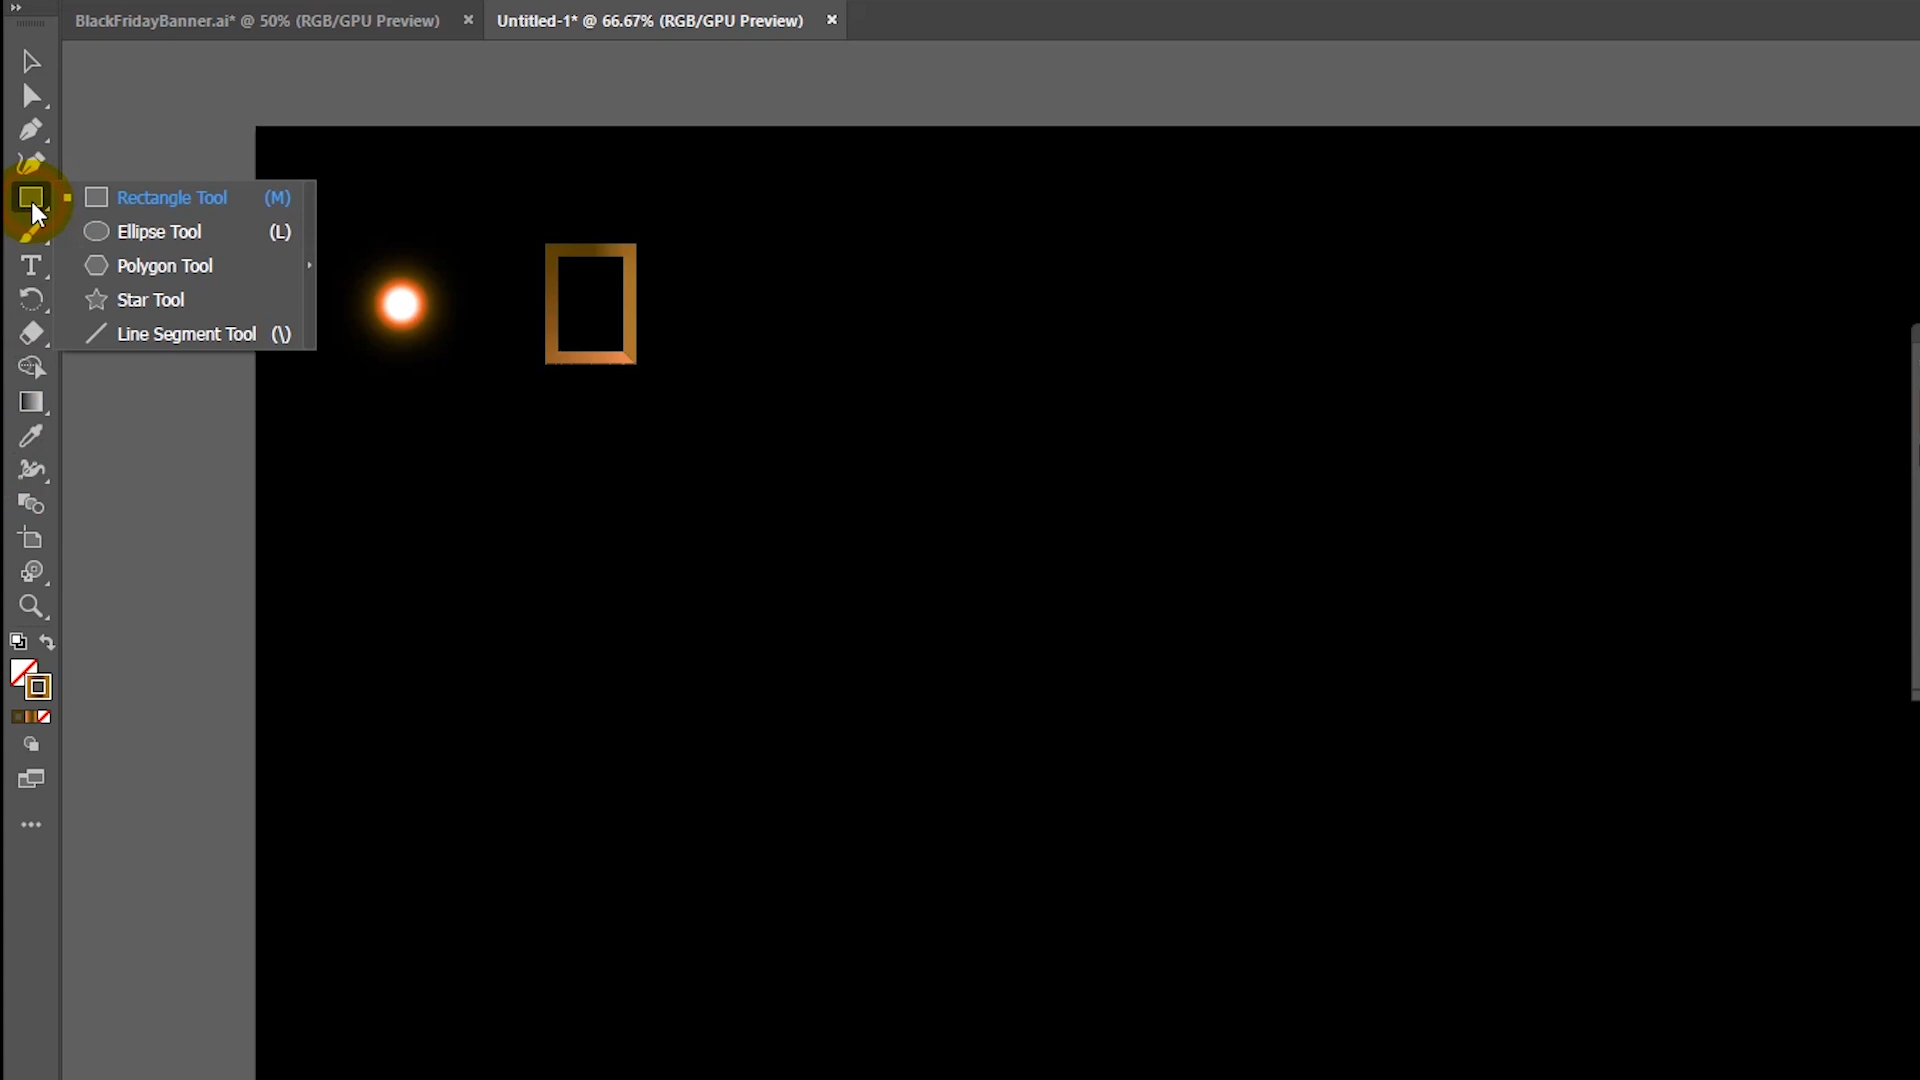 BlackFridayBanner.ai* @ 50% (RGB/GPU Preview) Untitled-1* @ 66.67% (RGB/GPU Preview)
Rectangle Tool (M)
Ellipse Tool (L)
Polygon Tool
Star Tool
Line Segment Tool (\)